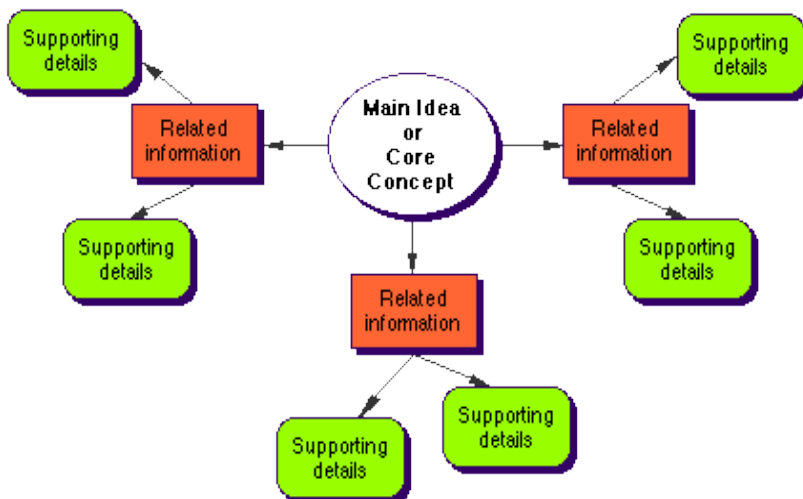 Supporting
details
Supporting
details
Related
information
Main Idea
or
Core
Concept
Related
information
Supporting
details
Supporting
details
Related
information
Supporting
details
Supporting
details